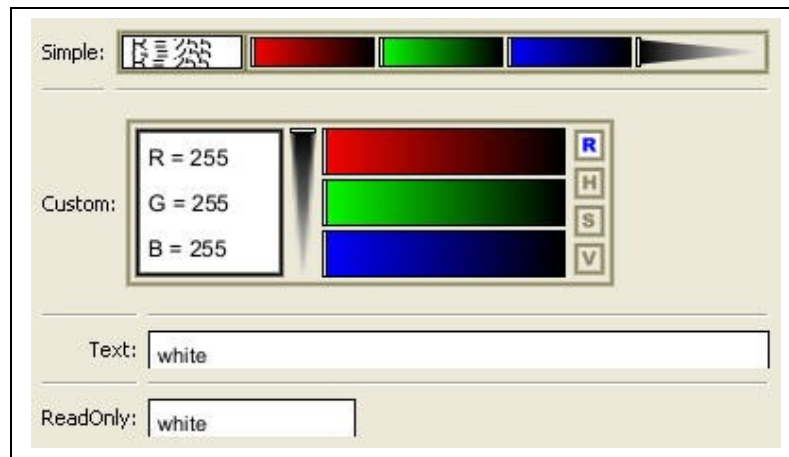 Simple:
Custom:
R = 255
G = 255
B = 255
R
H
S
V
Text: white
ReadOnly: white